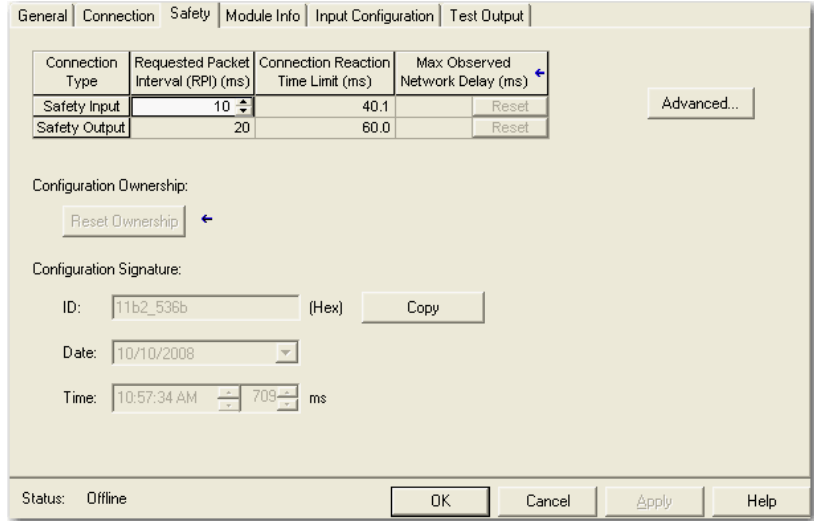 General Connection Safety Module Info Input Configuration Test Output
Connection Type Requested Packet Interval (RPI) (ms) Connection Reaction Time Limit (ms) Max Observed Network Delay (ms)
Safety Input 10 40.1 Reset
Safety Output 20 60.0 Reset
Advanced...
Configuration Ownership:
Reset Ownership
Configuration Signature:
ID: 11b2_536b (Hex) Copy
Date: 10/10/2008
Time: 10:57:34 AM 709 ms
Status: Offline OK Cancel Apply Help